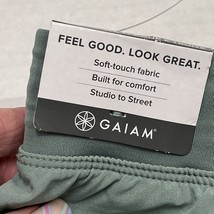 FEEL GOOD. LOOK GREAT.
Soft-touch fabric
Built for comfort
Studio to Street
GAIAM